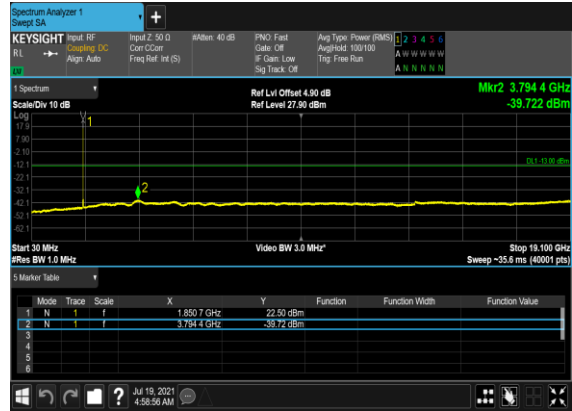 Spectrum Analyzer 1
Swept SA
+
KEYSIGHT Input: RF Input Z: 50 Ω #Atten: 40 dB PNO: Fast Avg Type: Power (RMS) 1 2 3 4 5 6
RL Coupling: DC Corr CCorr Gate: Off Avg|Hold: 100/100 A W W W W W
Align: Auto Freq Ref: Int (S) IF Gain: Low Trig: Free Run
Sig Track: Off A N N N N N
1 Spectrum Ref Lvl Offset 4.90 dB Mkr2 3.794 4 GHz
Scale/Div 10 dB Ref Level 27.90 dBm -39.722 dBm
Log
17.9
7.90
-2.10
-12.1
-22.1
-32.1
-42.1
-52.1
-62.1
1
2
DL1 -13.00 dBm
Start 30 MHz Video BW 3.0 MHz* Stop 19.100 GHz
#Res BW 1.0 MHz Sweep ~35.6 ms (40001 pts)
5 Marker Table
Mode Trace Scale X Y Function Function Width Function Value
1 N 1 f 1.850 7 GHz 22.50 dBm
2 N 1 f 3.794 4 GHz -39.72 dBm
3
4
5
6
? Jul 19, 2021
4:58:56 AM